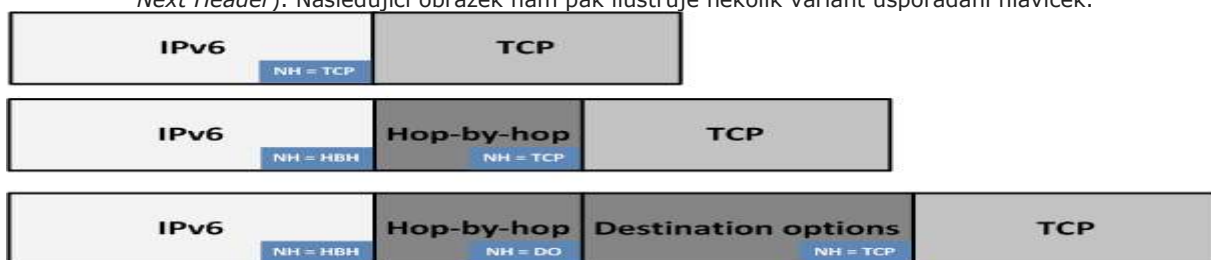 Next Header). Následující obrázek nám pak ilustruje několik variant uspořádání hlaviček.
IPv6 TCP
NH = TCP
IPv6 Hop-by-hop TCP
NH = HBH NH = TCP
IPv6 Hop-by-hop Destination options TCP
NH = HBH NH = DO NH = TCP